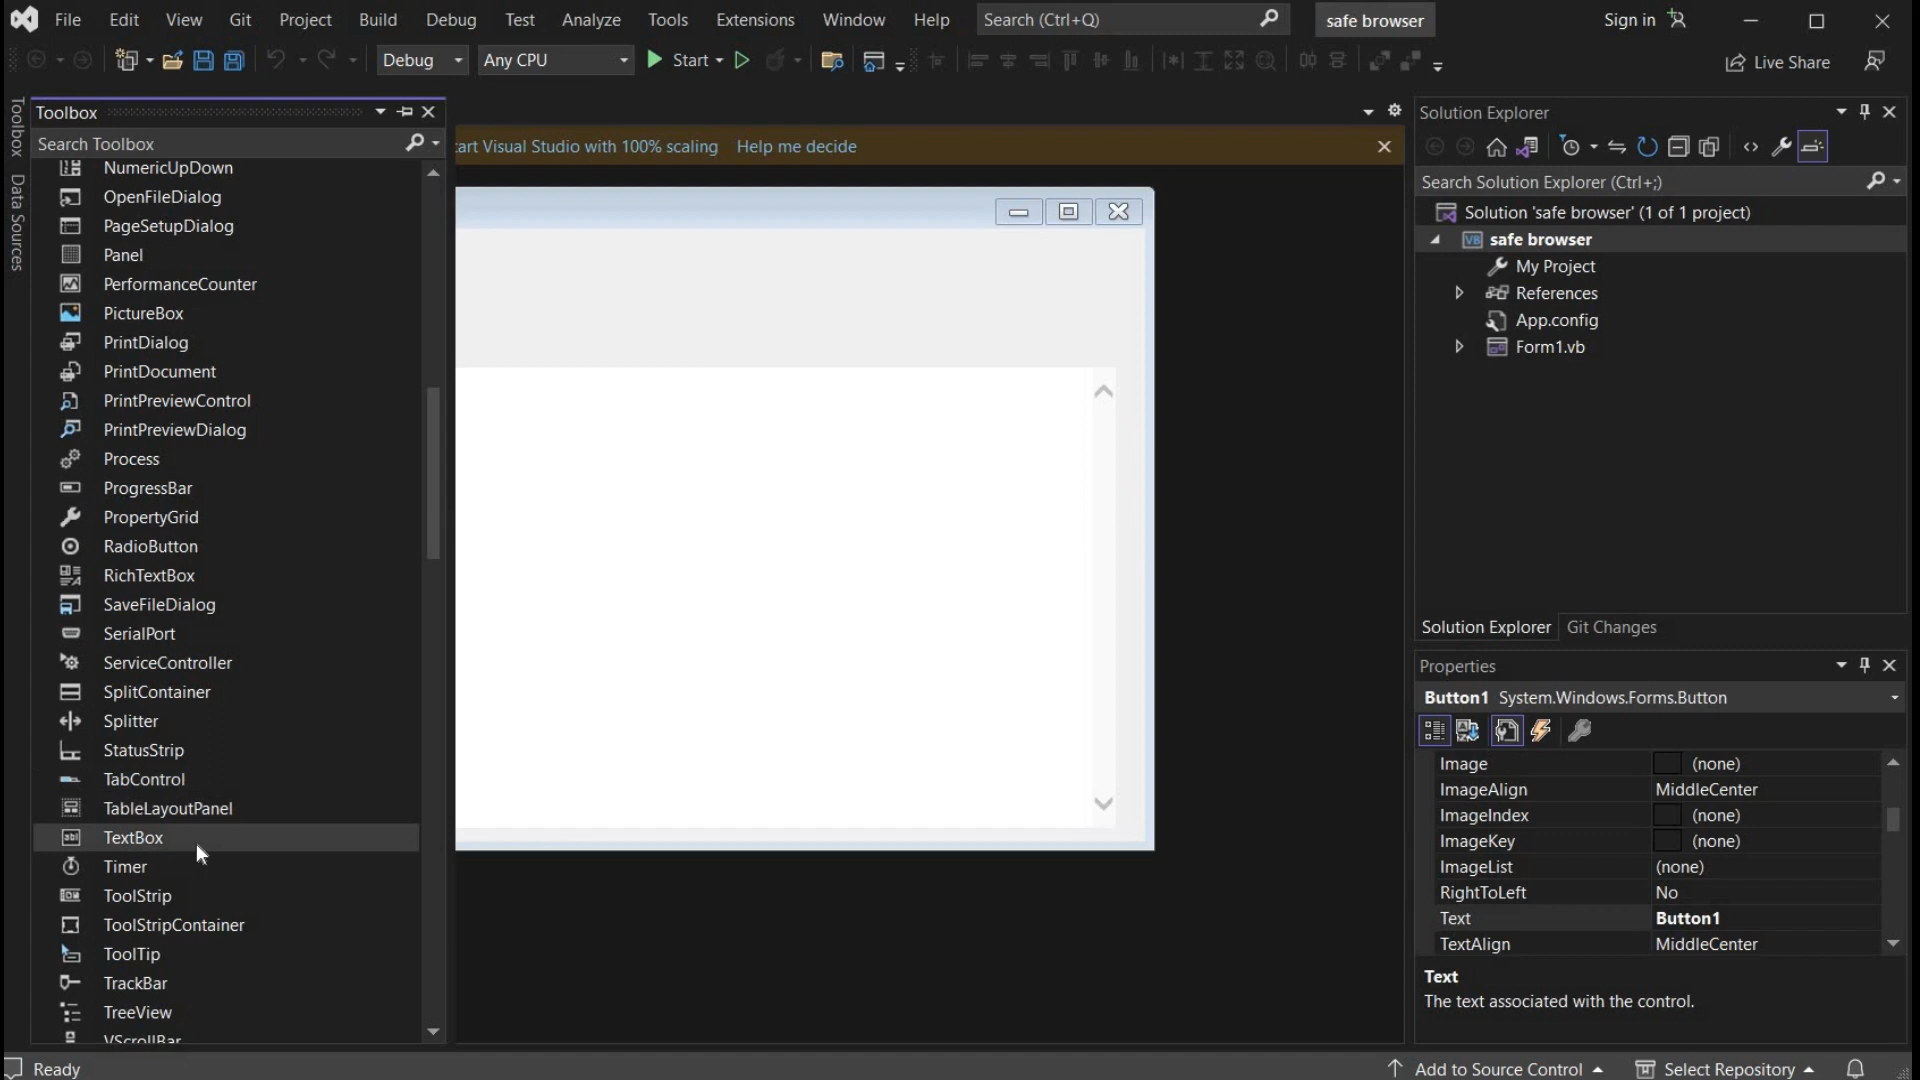 File Edit View Git Project Build Debug Test Analyze Tools Extensions Window Help Search (Ctrl+Q) safe browser Sign in
Debug Any CPU Start Live Share
Toolbox
Data Sources
Toolbox
Search Toolbox
NumericUpDown
OpenFileDialog
PageSetupDialog
Panel
PerformanceCounter
PictureBox
PrintDialog
PrintDocument
PrintPreviewControl
PrintPreviewDialog
Process
ProgressBar
PropertyGrid
RadioButton
RichTextBox
SaveFileDialog
SerialPort
ServiceController
SplitContainer
Splitter
StatusStrip
TabControl
TableLayoutPanel
TextBox
Timer
ToolStrip
ToolStripContainer
ToolTip
TrackBar
TreeView
VScrollBar
tart Visual Studio with 100% scaling Help me decide
Solution Explorer
Search Solution Explorer (Ctrl+;)
Solution 'safe browser' (1 of 1 project)
VB safe browser
My Project
References
App.config
Form1.vb
Solution Explorer Git Changes
Properties
Button1 System.Windows.Forms.Button
Image (none)
ImageAlign MiddleCenter
ImageIndex (none)
ImageKey (none)
ImageList (none)
RightToLeft No
Text Button1
TextAlign MiddleCenter
Text
The text associated with the control.
Ready Add to Source Control Select Repository